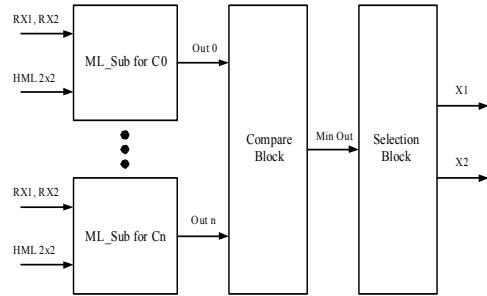 RX1, RX2
HML 2x2
ML_Sub for C0
Out 0
RX1, RX2
HML 2x2
ML_Sub for Cn
Out n
Compare
Block
Min Out
Selection
Block
X1
X2